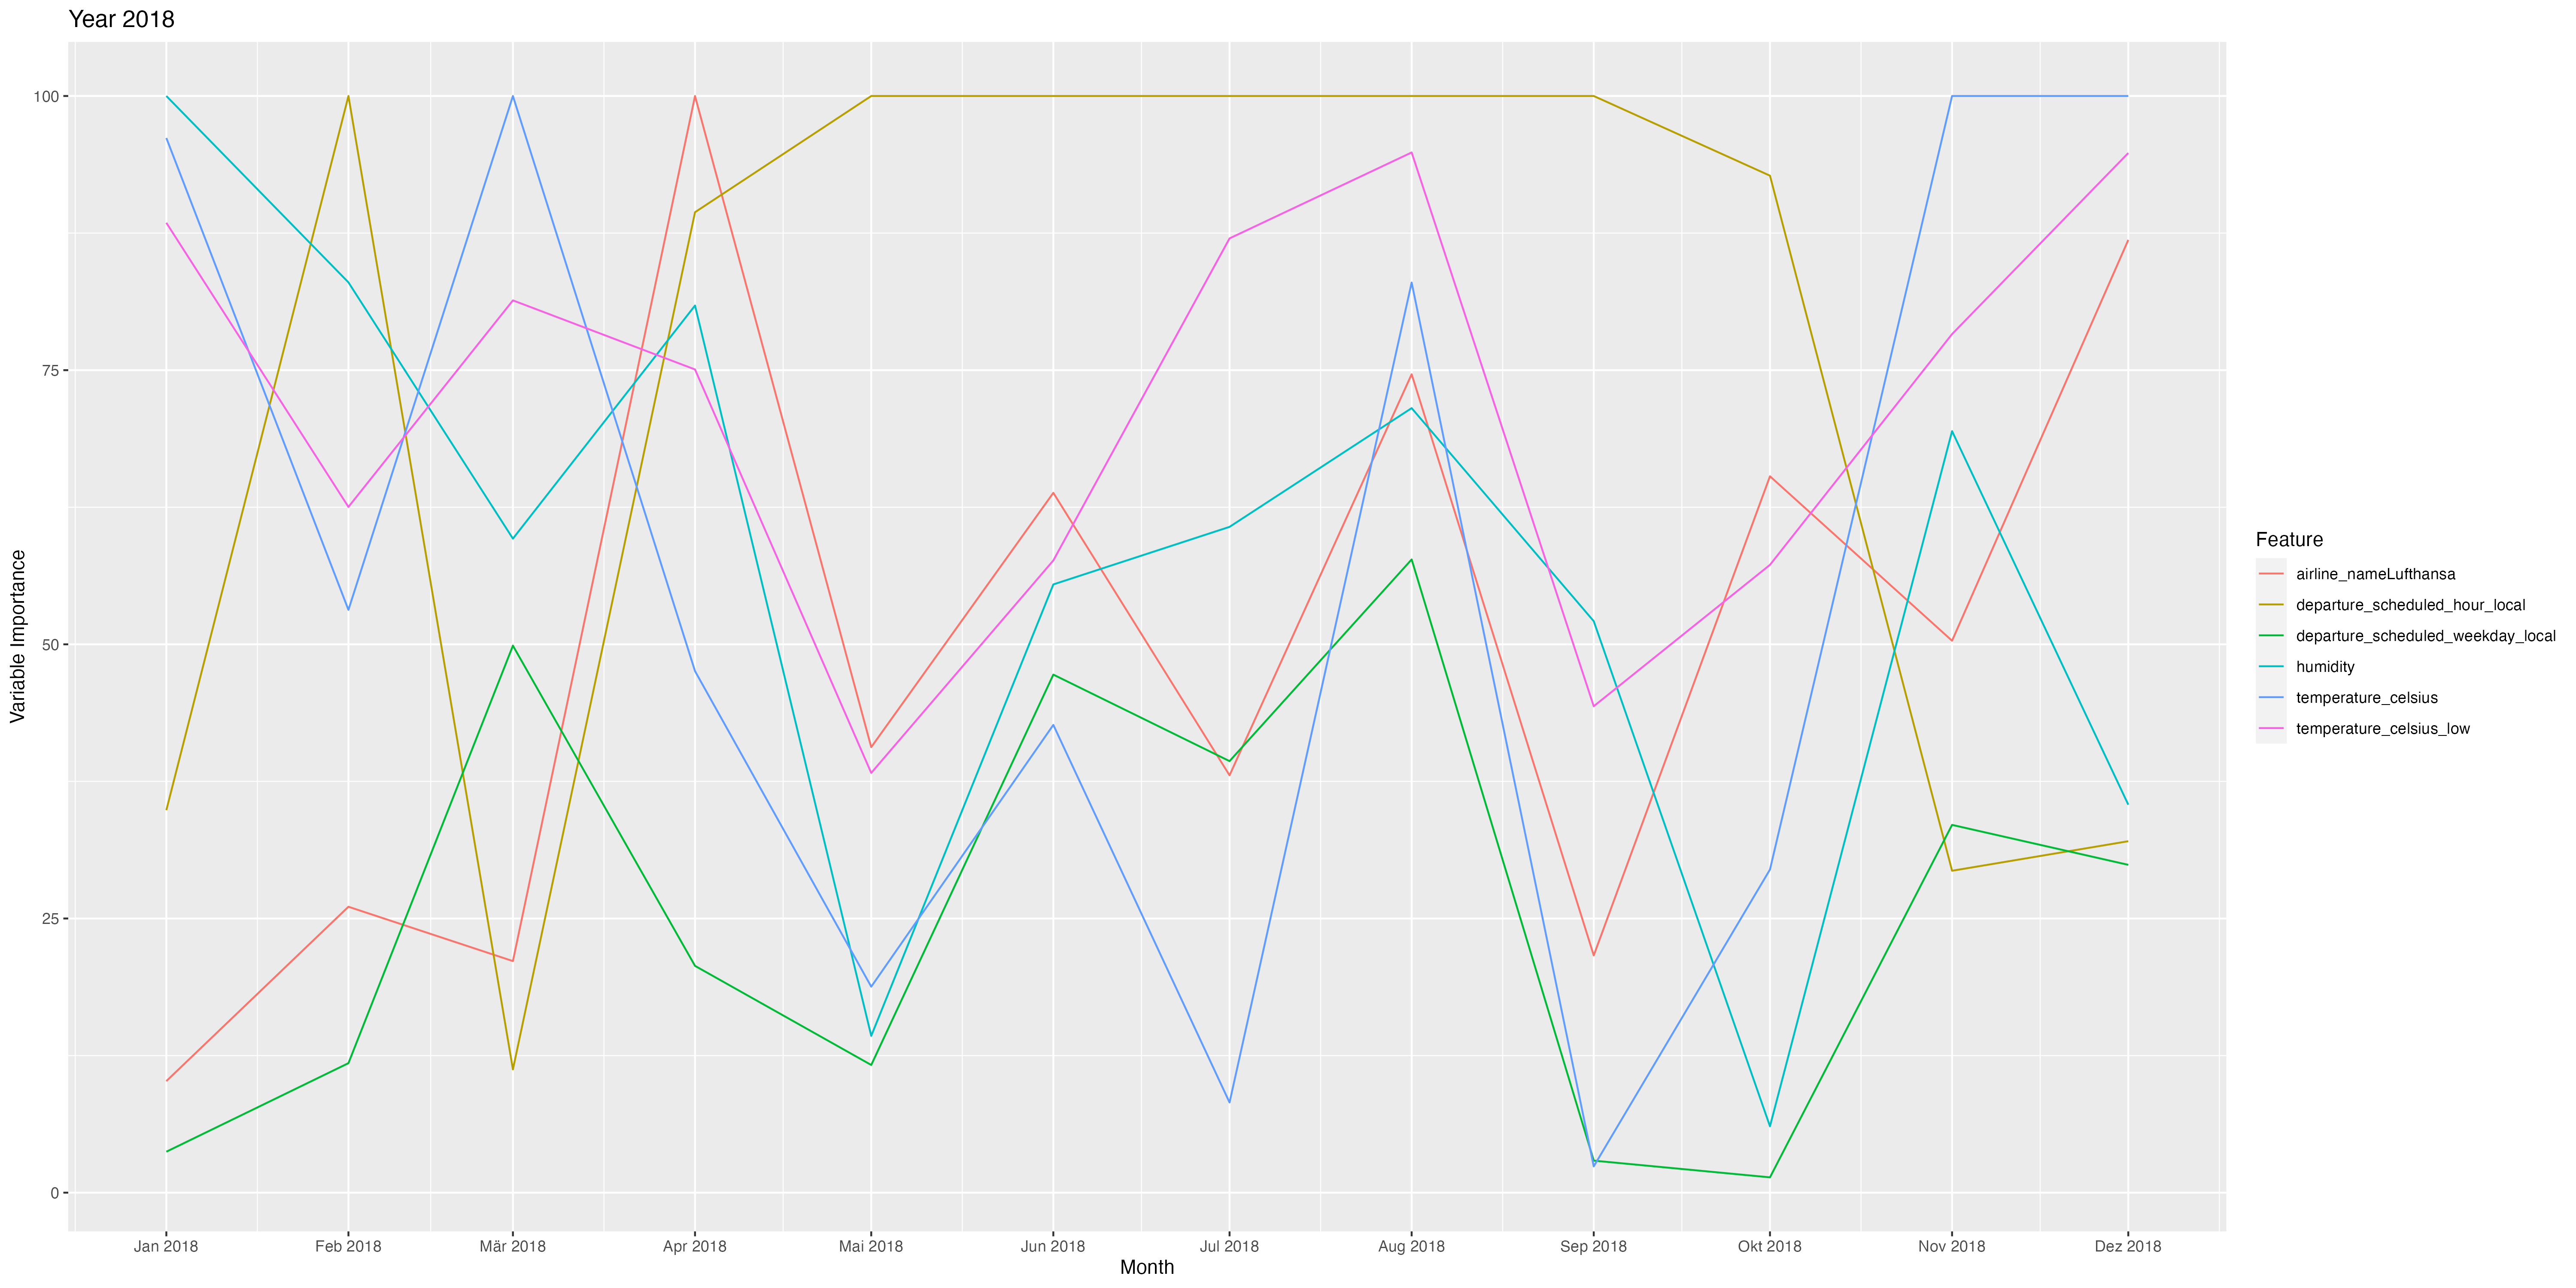 Year 2018
100
75
50
25
0
Variable Importance
Jan 2018
Feb 2018
Mär 2018
Apr 2018
Mai 2018
Jun 2018
Jul 2018
Aug 2018
Sep 2018
Okt 2018
Nov 2018
Dez 2018
Month
Feature
airline_nameLufthansa
departure_scheduled_hour_local
departure_scheduled_weekday_local
humidity
temperature_celsius
temperature_celsius_low